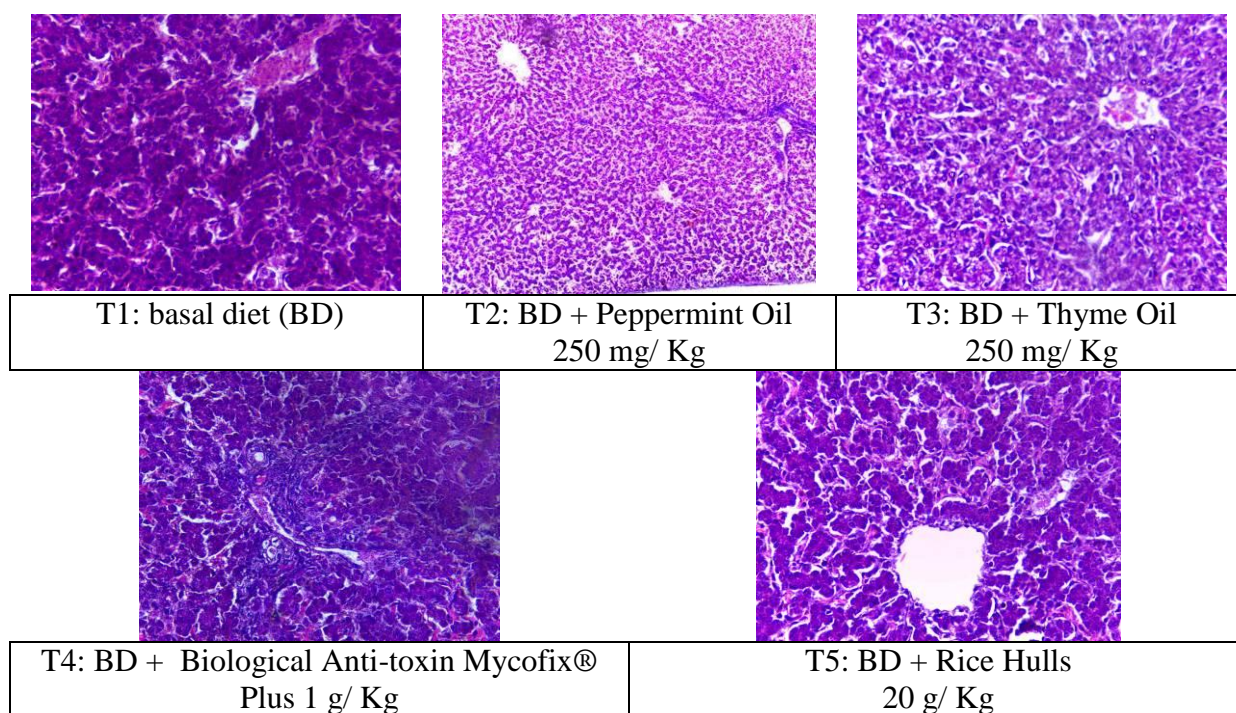 T1: basal diet (BD)
T2: BD + Peppermint Oil
250 mg/ Kg
T3: BD + Thyme Oil
250 mg/ Kg
T4: BD + Biological Anti-toxin Mycofix®
Plus 1 g/ Kg
T5: BD + Rice Hulls
20 g/ Kg